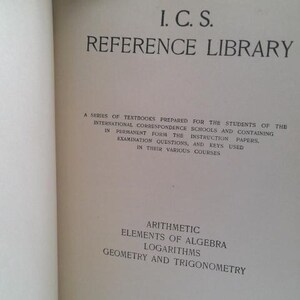 I. C. S.
REFERENCE LIBRARY
A SERIES OF TEXTBOOKS PREPARED FOR THE STUDENTS OF THE
INTERNATIONAL CORRESPONDENCE SCHOOLS AND CONTAINING
IN PERMANENT FORM THE INSTRUCTION PAPERS,
EXAMINATION QUESTIONS, AND KEYS USED
IN THEIR VARIOUS COURSES
ARITHMETIC
ELEMENTS OF ALGEBRA
LOGARITHMS
GEOMETRY AND TRIGONOMETRY